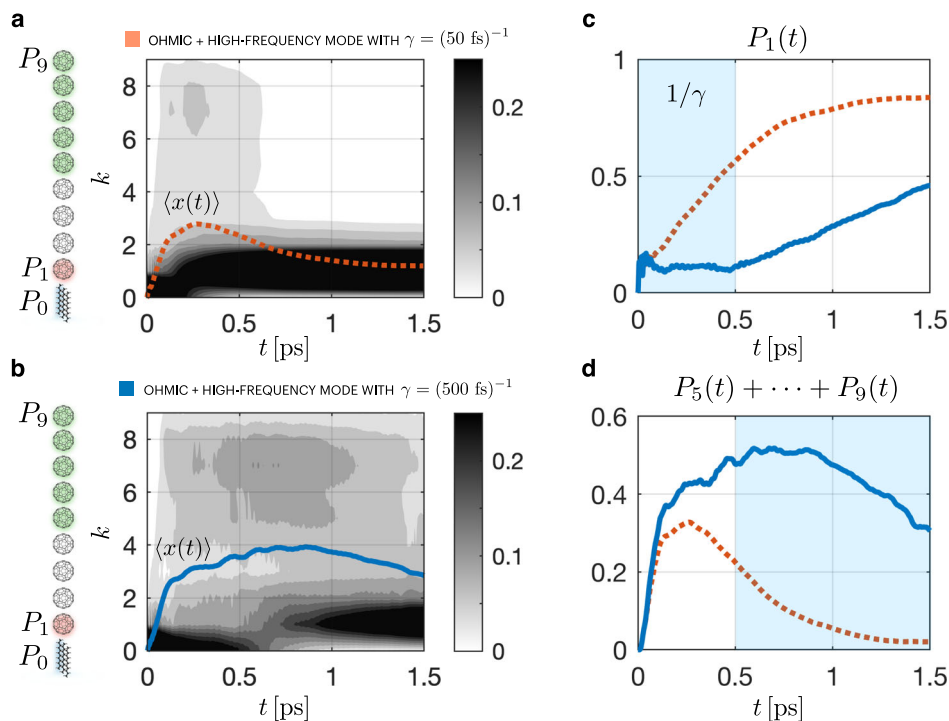 a
OHMIC + HIGH-FREQUENCY MODE WITH γ = (50 fs)⁻¹
P₉
P₁
P₀
k
8
6
4
2
0
⟨x(t)⟩
0 0.5 1 1.5
t [ps]
0.2
0.1
0
b
OHMIC + HIGH-FREQUENCY MODE WITH γ = (500 fs)⁻¹
P₉
P₁
P₀
k
8
6
4
2
0
⟨x(t)⟩
0 0.5 1 1.5
t [ps]
0.2
0.1
0
c
P₁(t)
1/γ
1
0.5
0
0 0.5 1 1.5
t [ps]
d
P₅(t) + ⋯ + P₉(t)
0.6
0.4
0.2
0
0 0.5 1 1.5
t [ps]